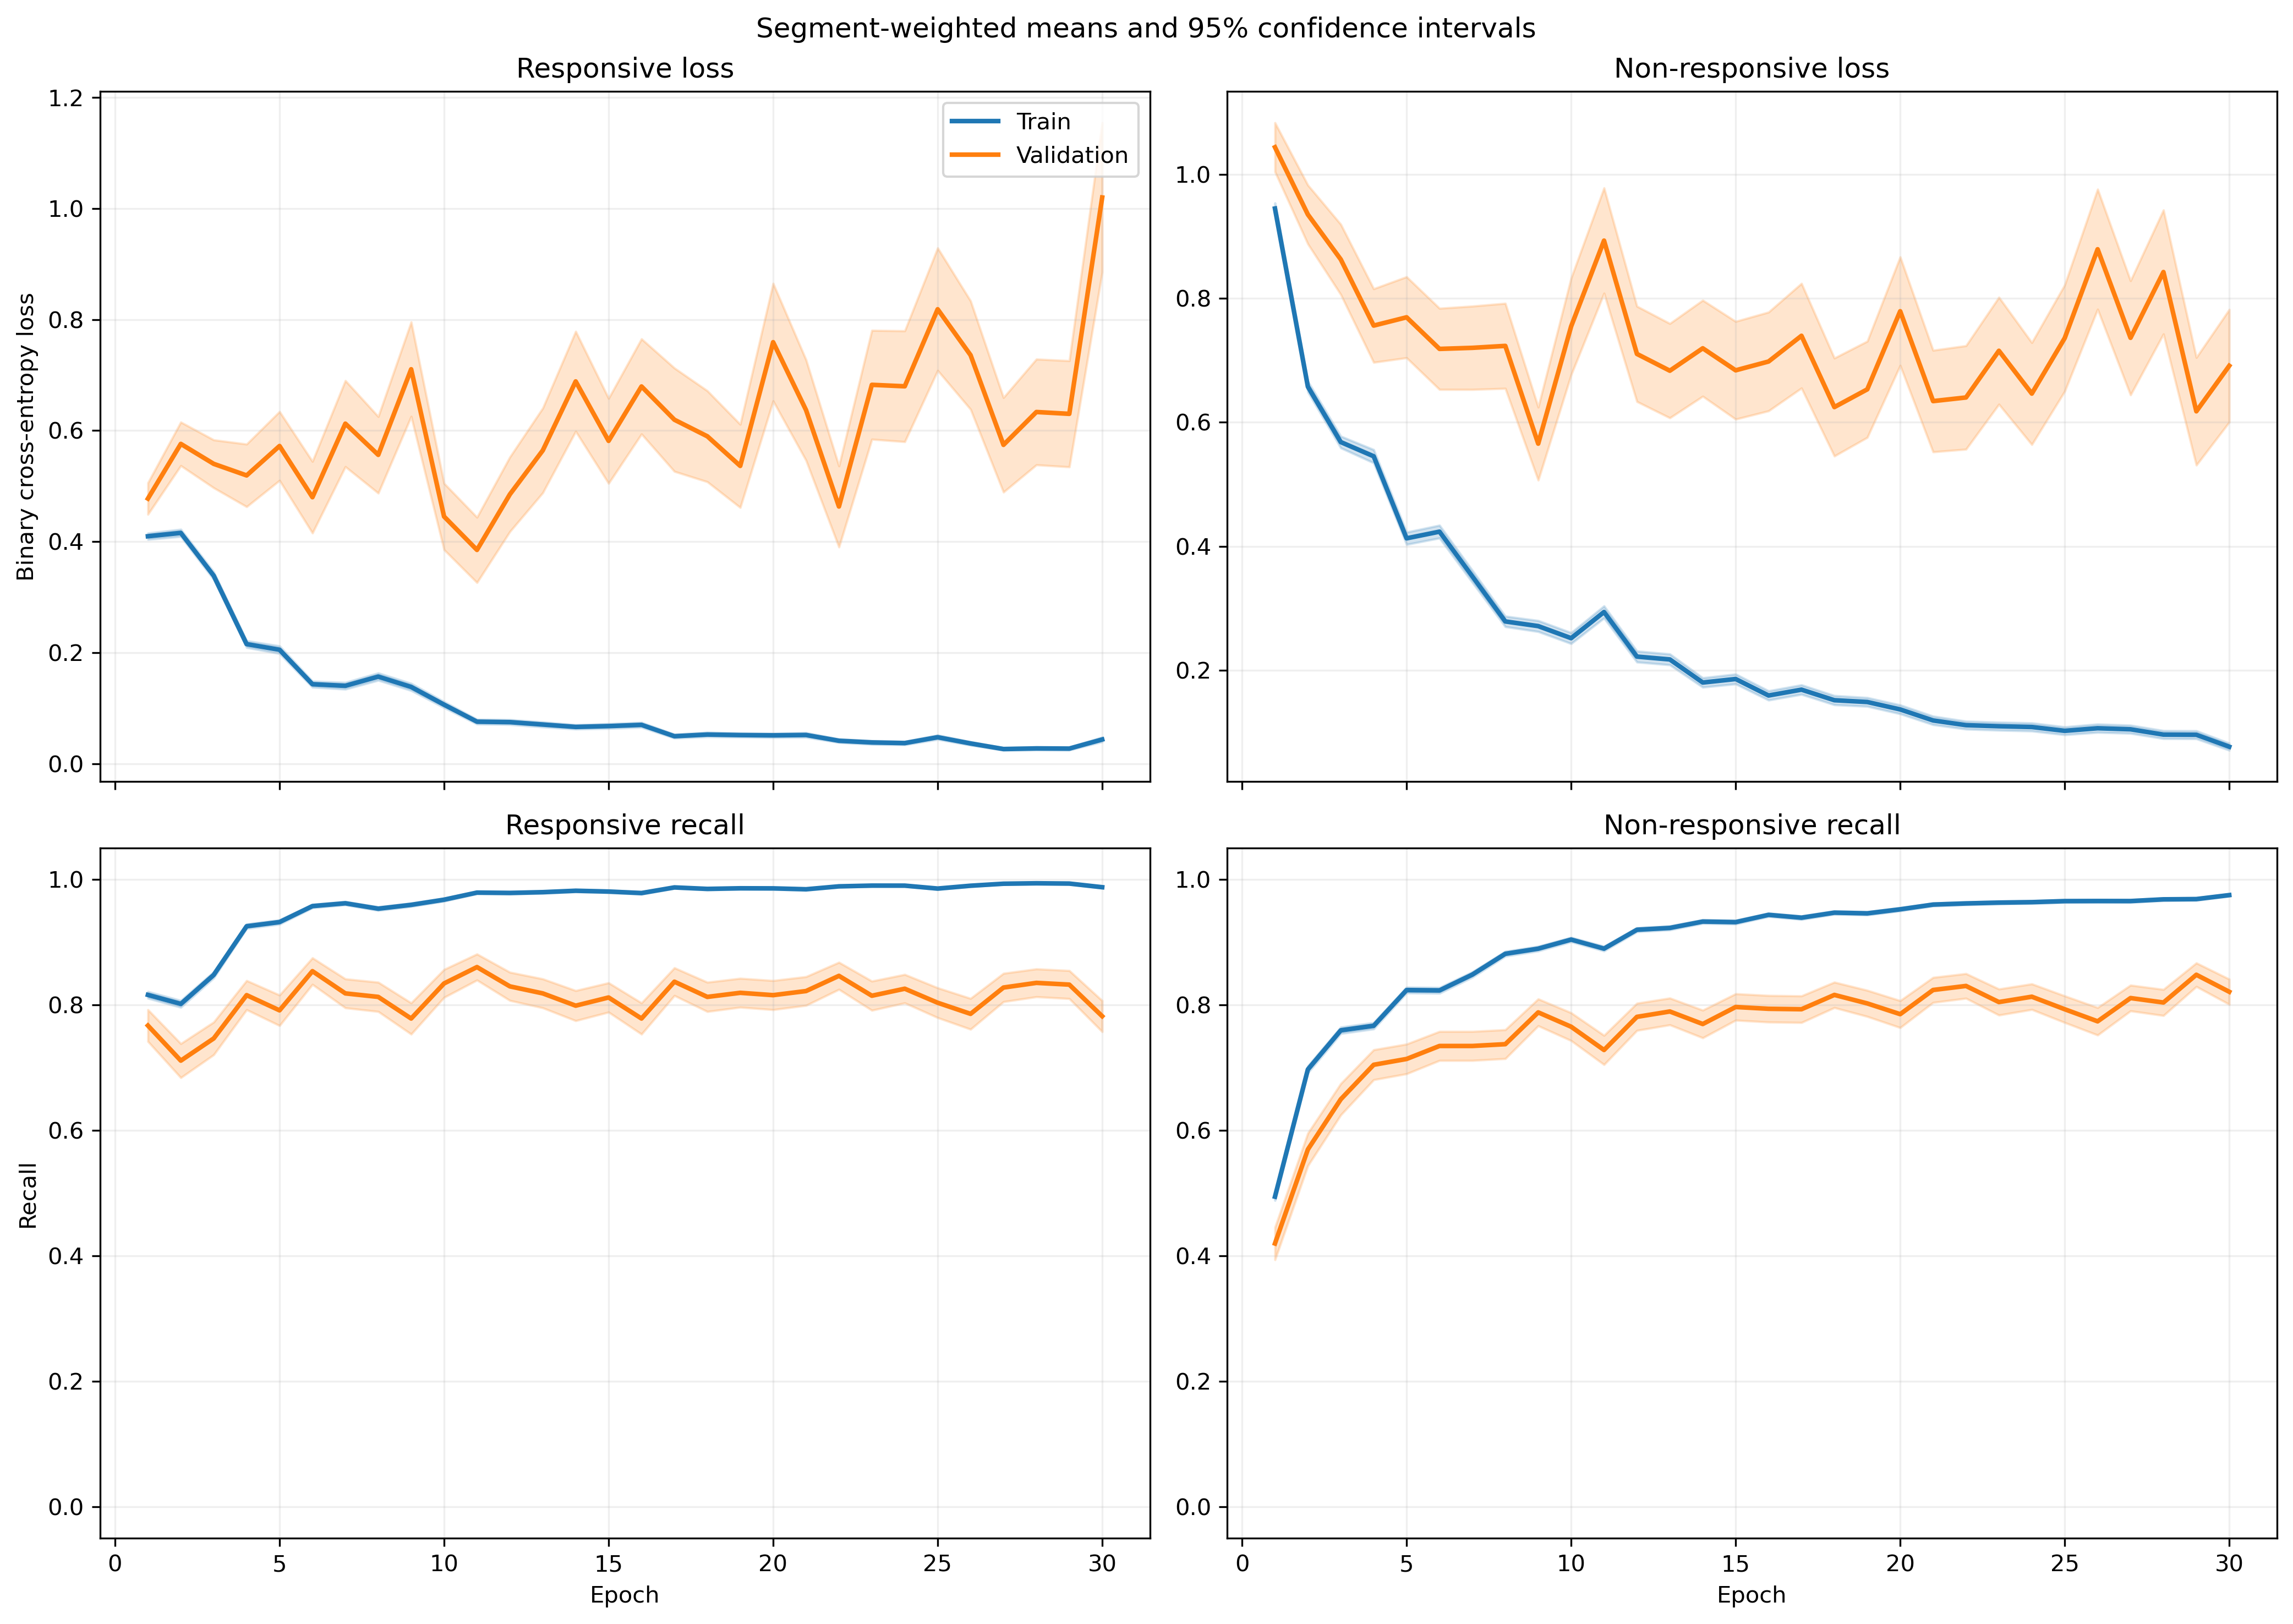 Segment-weighted means and 95% confidence intervals
Responsive loss
Non-responsive loss
Binary cross-entropy loss
1.2
1.0
0.8
0.6
0.4
0.2
0.0
Train
Validation
1.0
0.8
0.6
0.4
0.2
Responsive recall
Non-responsive recall
Recall
1.0
0.8
0.6
0.4
0.2
0.0
0 5 10 15 20 25 30
Epoch
1.0
0.8
0.6
0.4
0.2
0.0
0 5 10 15 20 25 30
Epoch